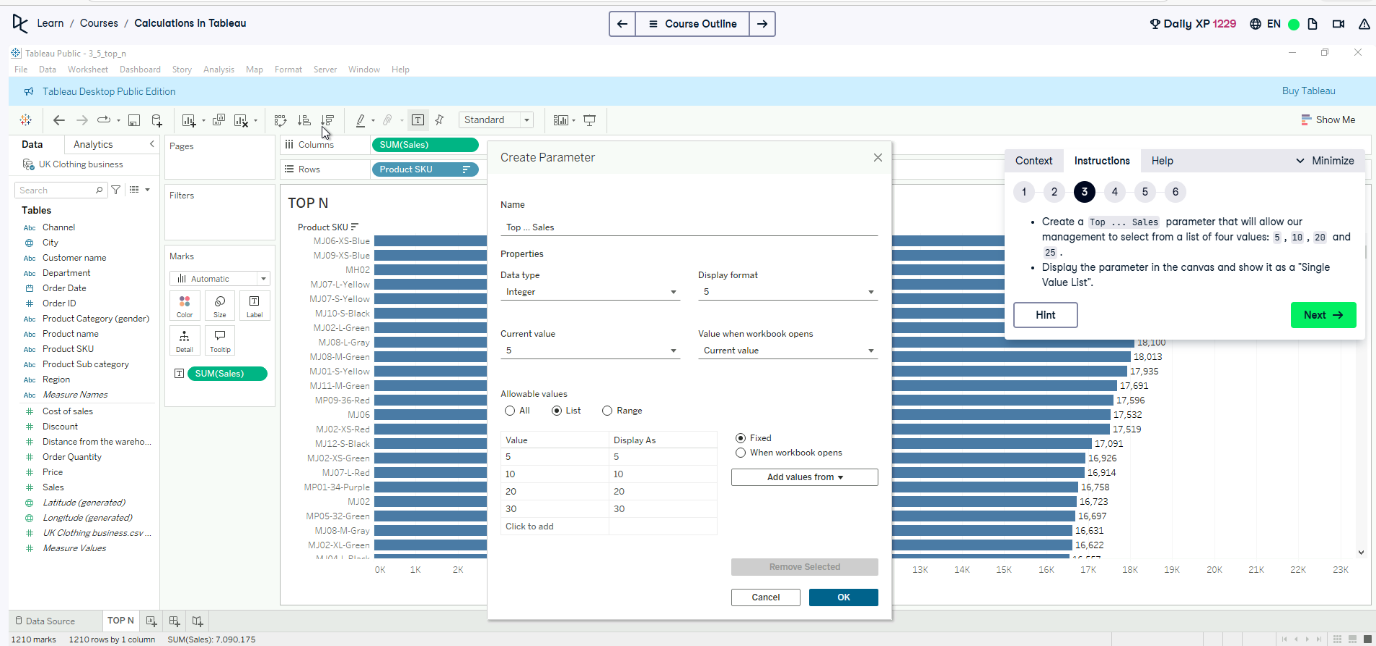 Learn / Courses / Calculations in Tableau
Course Outline
Daily XP 1229
EN
Tableau Public - 3_5_top_n
File Data Worksheet Dashboard Story Analysis Map Format Server Window Help
Tableau Desktop Public Edition
Buy Tableau
Standard
Show Me
Data
Analytics
UK Clothing business
Search
Tables
Abc Channel
City
Abc Customer name
Abc Department
Order Date
# Order ID
Abc Product Category (gender)
Abc Product name
Abc Product SKU
Abc Product Sub category
Abc Region
Abc Measure Names
# Cost of sales
# Discount
# Distance from the wareho...
# Order Quantity
# Price
# Sales
Latitude (generated)
Longitude (generated)
# UK Clothing business.csv ...
# Measure Values
Pages
Filters
Marks
Automatic
Color
Size
Label
Detail
Tooltip
SUM(Sales)
Columns
SUM(Sales)
Rows
Product SKU
TOP N
Product SKU
MJ06-XS-Blue
MJ09-XS-Blue
MH02
MJ07-L-Yellow
MJ07-S-Yellow
MJ10-S-Black
MJ02-L-Green
MJ08-L-Gray
MJ08-M-Green
MJ01-S-Yellow
MJ11-M-Green
MP09-36-Red
MJ06
MJ02-XS-Red
MJ12-S-Black
MJ02-XS-Green
MJ07-L-Red
MP01-34-Purple
MJ02
MP05-32-Green
MJ08-M-Gray
MJ02-XL-Green
MJ04-L-Black
18,100
18,013
17,935
17,691
17,596
17,532
17,519
17,091
16,926
16,914
16,758
16,723
16,697
16,631
16,622
0K 1K 2K
13K 14K 15K 16K 17K 18K 19K 20K 21K 22K 23K
Create Parameter
Name
Top ... Sales
Properties
Data type
Display format
Integer
5
Current value
Value when workbook opens
5
Current value
Allowable values
All
List
Range
Value
Display As
5 5
10 10
20 20
30 30
Click to add
Fixed
When workbook opens
Add values from
Remove Selected
Cancel
OK
Context
Instructions
Help
Minimize
1 2 3 4 5 6
• Create a Top ... Sales parameter that will allow our
management to select from a list of four values: 5, 10, 20 and
25.
• Display the parameter in the canvas and show it as a "Single
Value List".
Hint
Next
Data Source
TOP N
1210 marks 1210 rows by 1 column SUM(Sales): 7,090,175